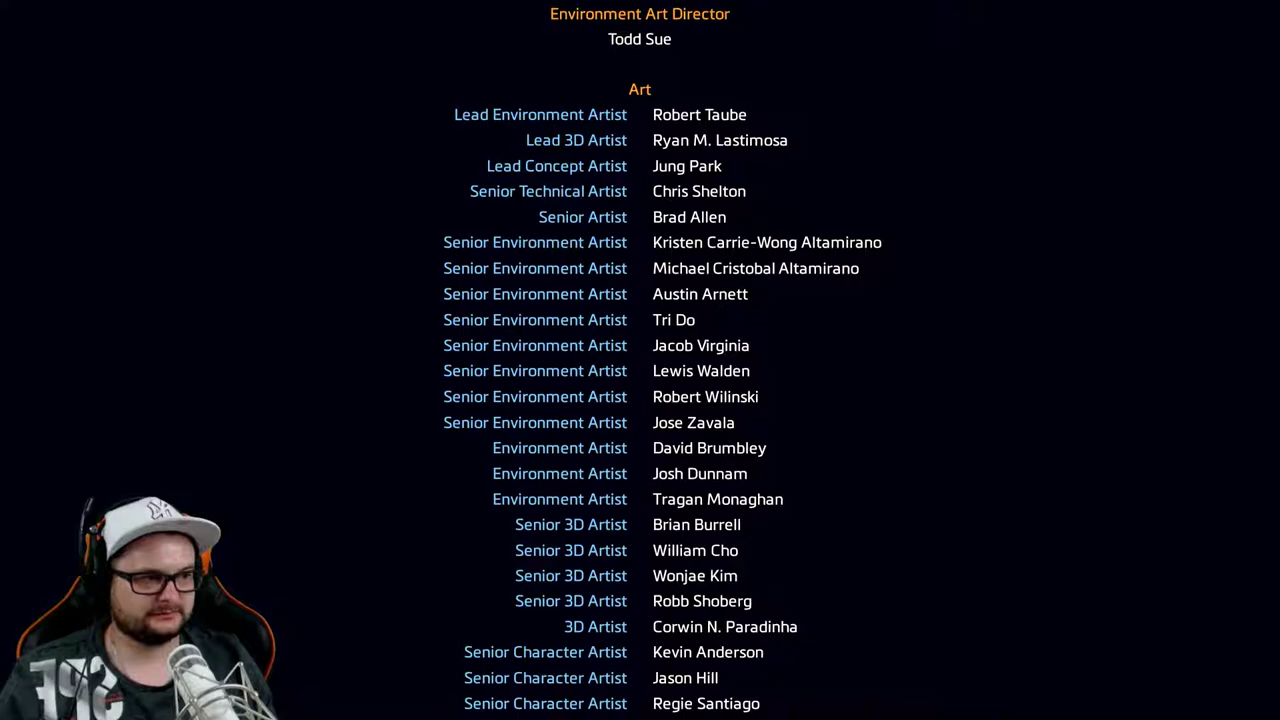 Environment Art Director
Todd Sue
Art
Lead Environment Artist Robert Taube
Lead 3D Artist Ryan M. Lastimosa
Lead Concept Artist Jung Park
Senior Technical Artist Chris Shelton
Senior Artist Brad Allen
Senior Environment Artist Kristen Carrie-Wong Altamirano
Senior Environment Artist Michael Cristobal Altamirano
Senior Environment Artist Austin Arnett
Senior Environment Artist Tri Do
Senior Environment Artist Jacob Virginia
Senior Environment Artist Lewis Walden
Senior Environment Artist Robert Wilinski
Senior Environment Artist Jose Zavala
Environment Artist David Brumbley
Environment Artist Josh Dunnam
Environment Artist Tragan Monaghan
Senior 3D Artist Brian Burrell
Senior 3D Artist William Cho
Senior 3D Artist Wonjae Kim
Senior 3D Artist Robb Shoberg
3D Artist Corwin N. Paradinha
Senior Character Artist Kevin Anderson
Senior Character Artist Jason Hill
Senior Character Artist Regie Santiago